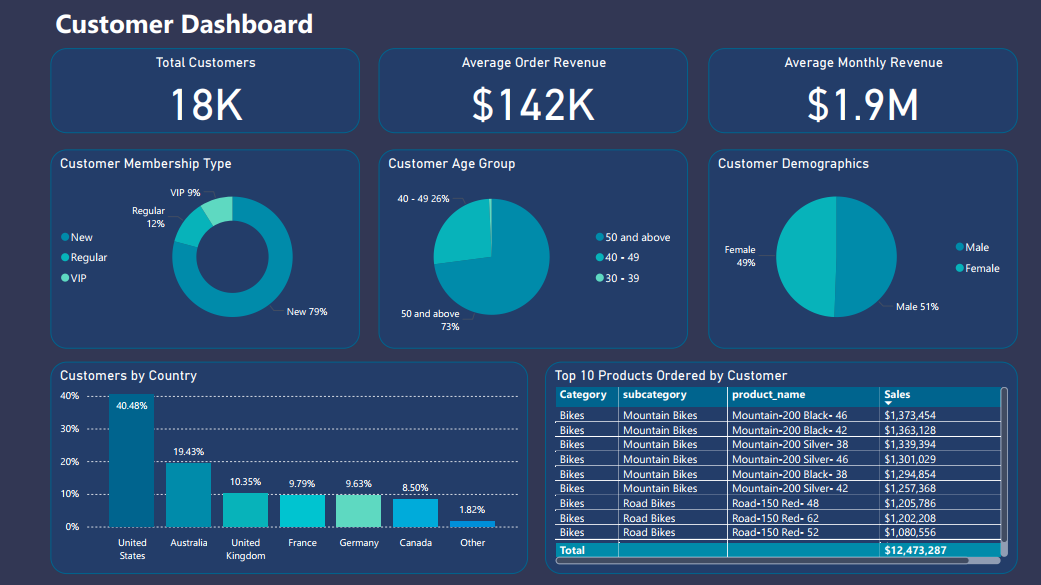 Customer Dashboard
Total Customers
18K
Average Order Revenue
$142K
Average Monthly Revenue
$1.9M
Customer Membership Type
VIP 9%
Regular
12%
New
Regular
VIP
New 79%
Customer Age Group
40 - 49 26%
50 and above
73%
50 and above
40 - 49
30 - 39
Customer Demographics
Female
49%
Male 51%
Male
Female
Customers by Country
40%
30%
20%
10%
0%
40.48%
19.43%
10.35%
9.79%
9.63%
8.50%
1.82%
United
States
Australia
United
Kingdom
France
Germany
Canada
Other
Top 10 Products Ordered by Customer
Category subcategory product_name Sales
Bikes Mountain Bikes Mountain-200 Black- 46 $1,373,454
Bikes Mountain Bikes Mountain-200 Black- 42 $1,363,128
Bikes Mountain Bikes Mountain-200 Silver- 38 $1,339,394
Bikes Mountain Bikes Mountain-200 Silver- 46 $1,301,029
Bikes Mountain Bikes Mountain-200 Black- 38 $1,294,854
Bikes Mountain Bikes Mountain-200 Silver- 42 $1,257,368
Bikes Road Bikes Road-150 Red- 48 $1,205,786
Bikes Road Bikes Road-150 Red- 62 $1,202,208
Bikes Road Bikes Road-150 Red- 52 $1,080,556
Total $12,473,287